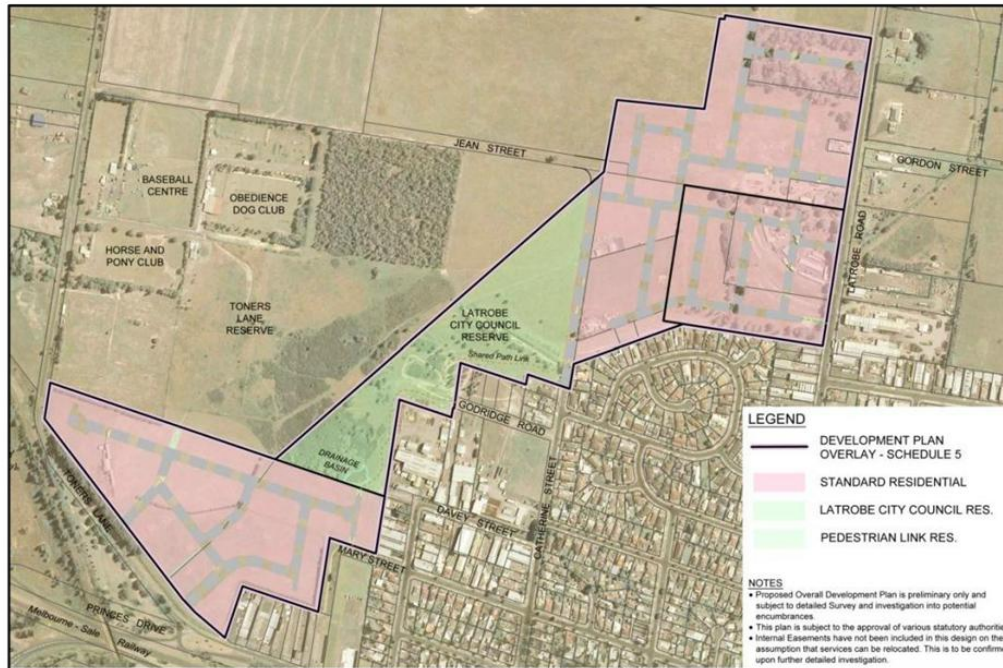 JEAN STREET
GORDON STREET
BASEBALL
CENTRE
OBEDIENCE
DOG CLUB
HORSE AND
PONY CLUB
LATROBE ROAD
TONERS
LANE
RESERVE
LATROBE
CITY COUNCIL
RESERVE
Shared Path Link
GODRIDGE ROAD
DRAINAGE
BASIN
TONERS LANE
DAVEY STREET
CATHERINE STREET
MARY STREET
PRINCES DRIVE
Melbourne - Sale Railway
LEGEND
DEVELOPMENT PLAN
OVERLAY - SCHEDULE 5
STANDARD RESIDENTIAL
LATROBE CITY COUNCIL RES.
PEDESTRIAN LINK RES.
NOTES
• Proposed Overall Development Plan is preliminary only and
subject to detailed Survey and investigation into potential
encumbrances.
• This plan is subject to the approval of various statutory authoritie
• Internal Easements have not been included in this design on the
assumption that services can be relocated. This is to be confirme
upon further detailed investigation.